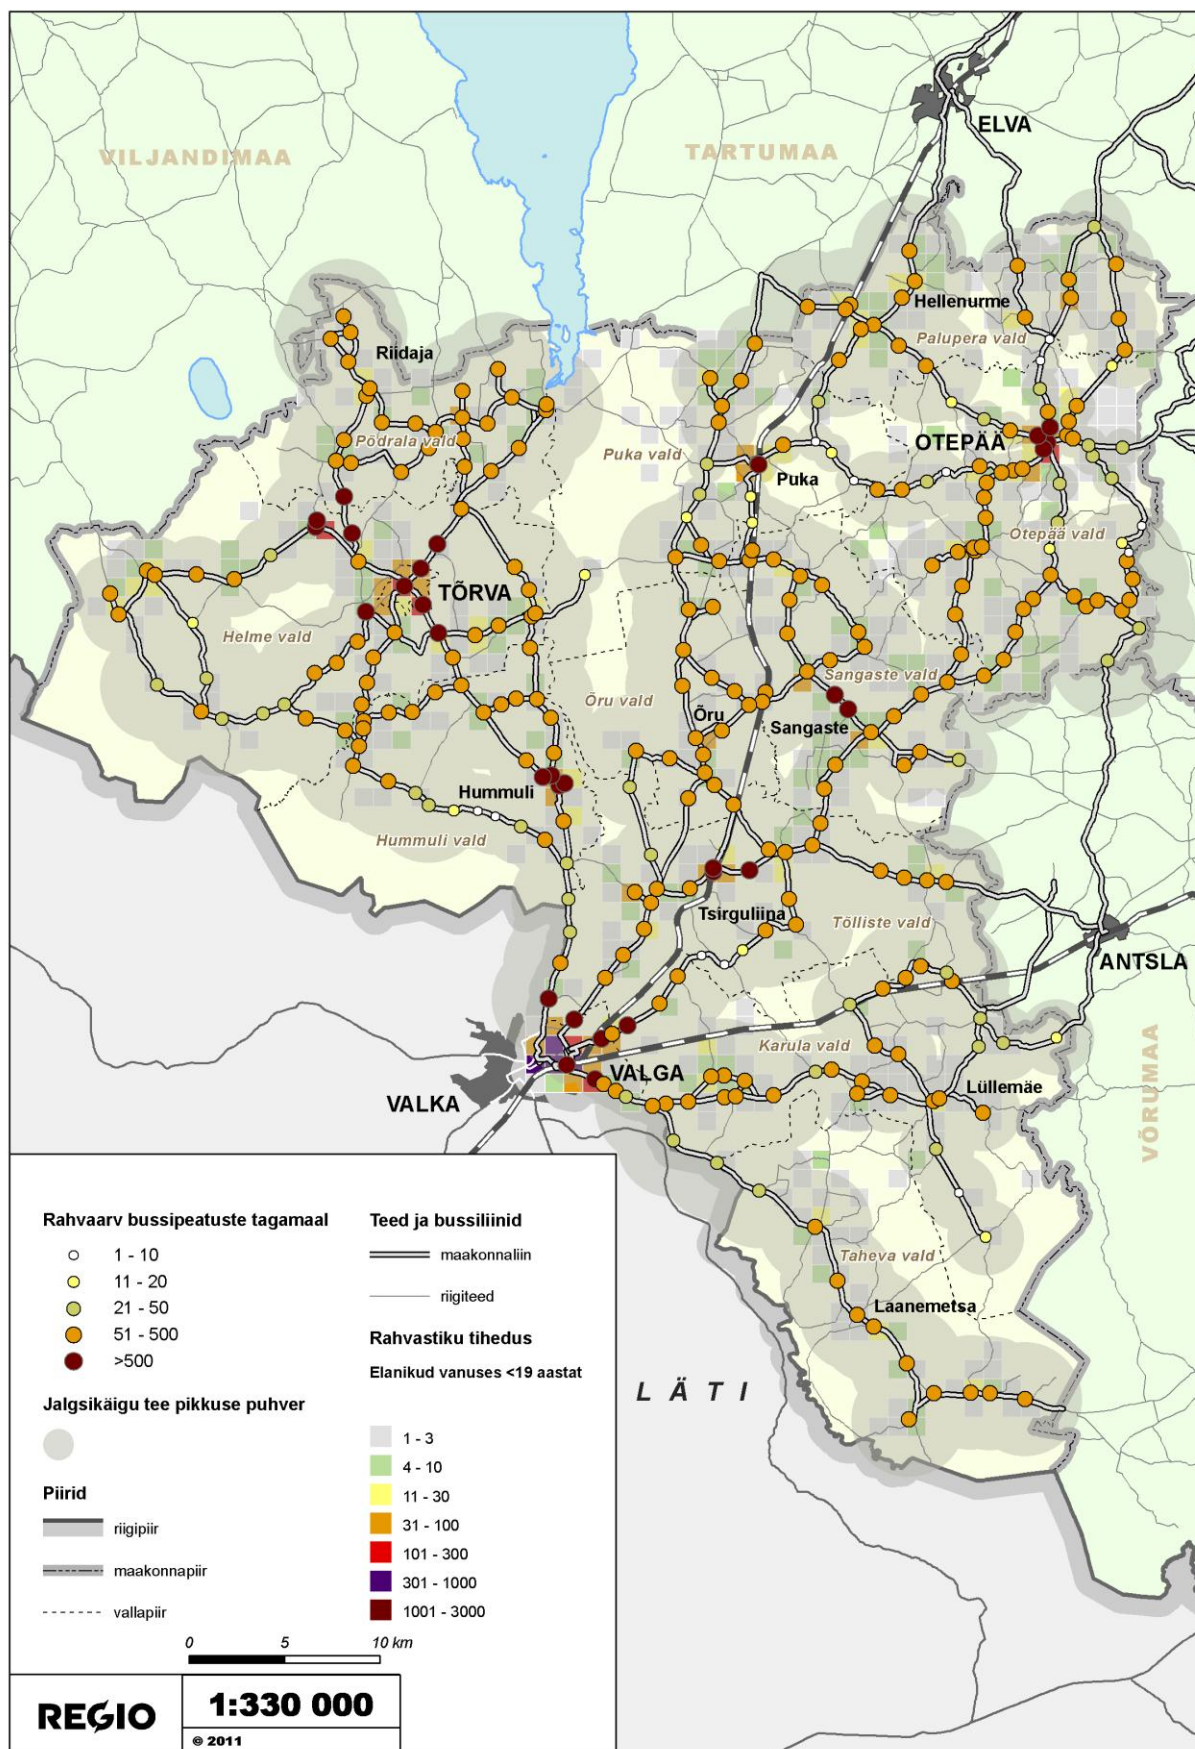 ELVA
VILJANDIMAA
TARTUMAA
Hellenurme
Palupera vald
Riidaja
Põdrala vald
Puka vald
OTEPÄÄ
Puka
Otepää vald
TÕRVA
Helme vald
Sangaste vald
Õru vald
Õru
Sangaste
Hummuli
Hummuli vald
Tsirguliina
Tõlliste vald
ANTSLA
Karula vald
VALGA
VALKA
Lüllemäe
VÕRUMAA
Taheva vald
Laanemetsa
LÄTI
Rahvaarv bussipeatuste tagamaal
1 - 10
11 - 20
21 - 50
51 - 500
>500
Jalgsikäigu tee pikkuse puhver
Piirid
riigipiir
maakonnapiir
vallapiir
Teed ja bussiliinid
maakonnaliin
riigiteed
Rahvastiku tihedus
Elanikud vanuses <19 aastat
1 - 3
4 - 10
11 - 30
31 - 100
101 - 300
301 - 1000
1001 - 3000
0 5 10 km
REGIO
1:330 000
© 2011